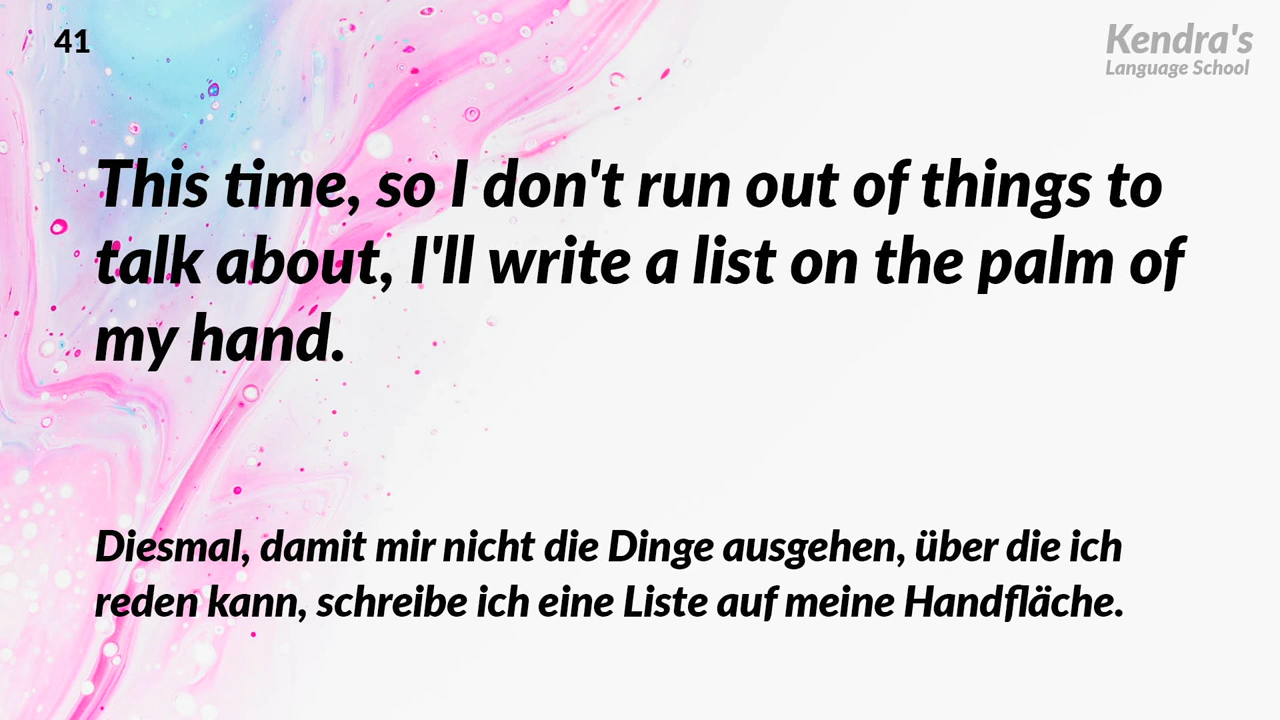 41
Kendra's
Language School
This time, so I don't run out of things to
talk about, I'll write a list on the palm of
my hand.
Diesmal, damit mir nicht die Dinge ausgehen, über die ich
reden kann, schreibe ich eine Liste auf meine Handfläche.